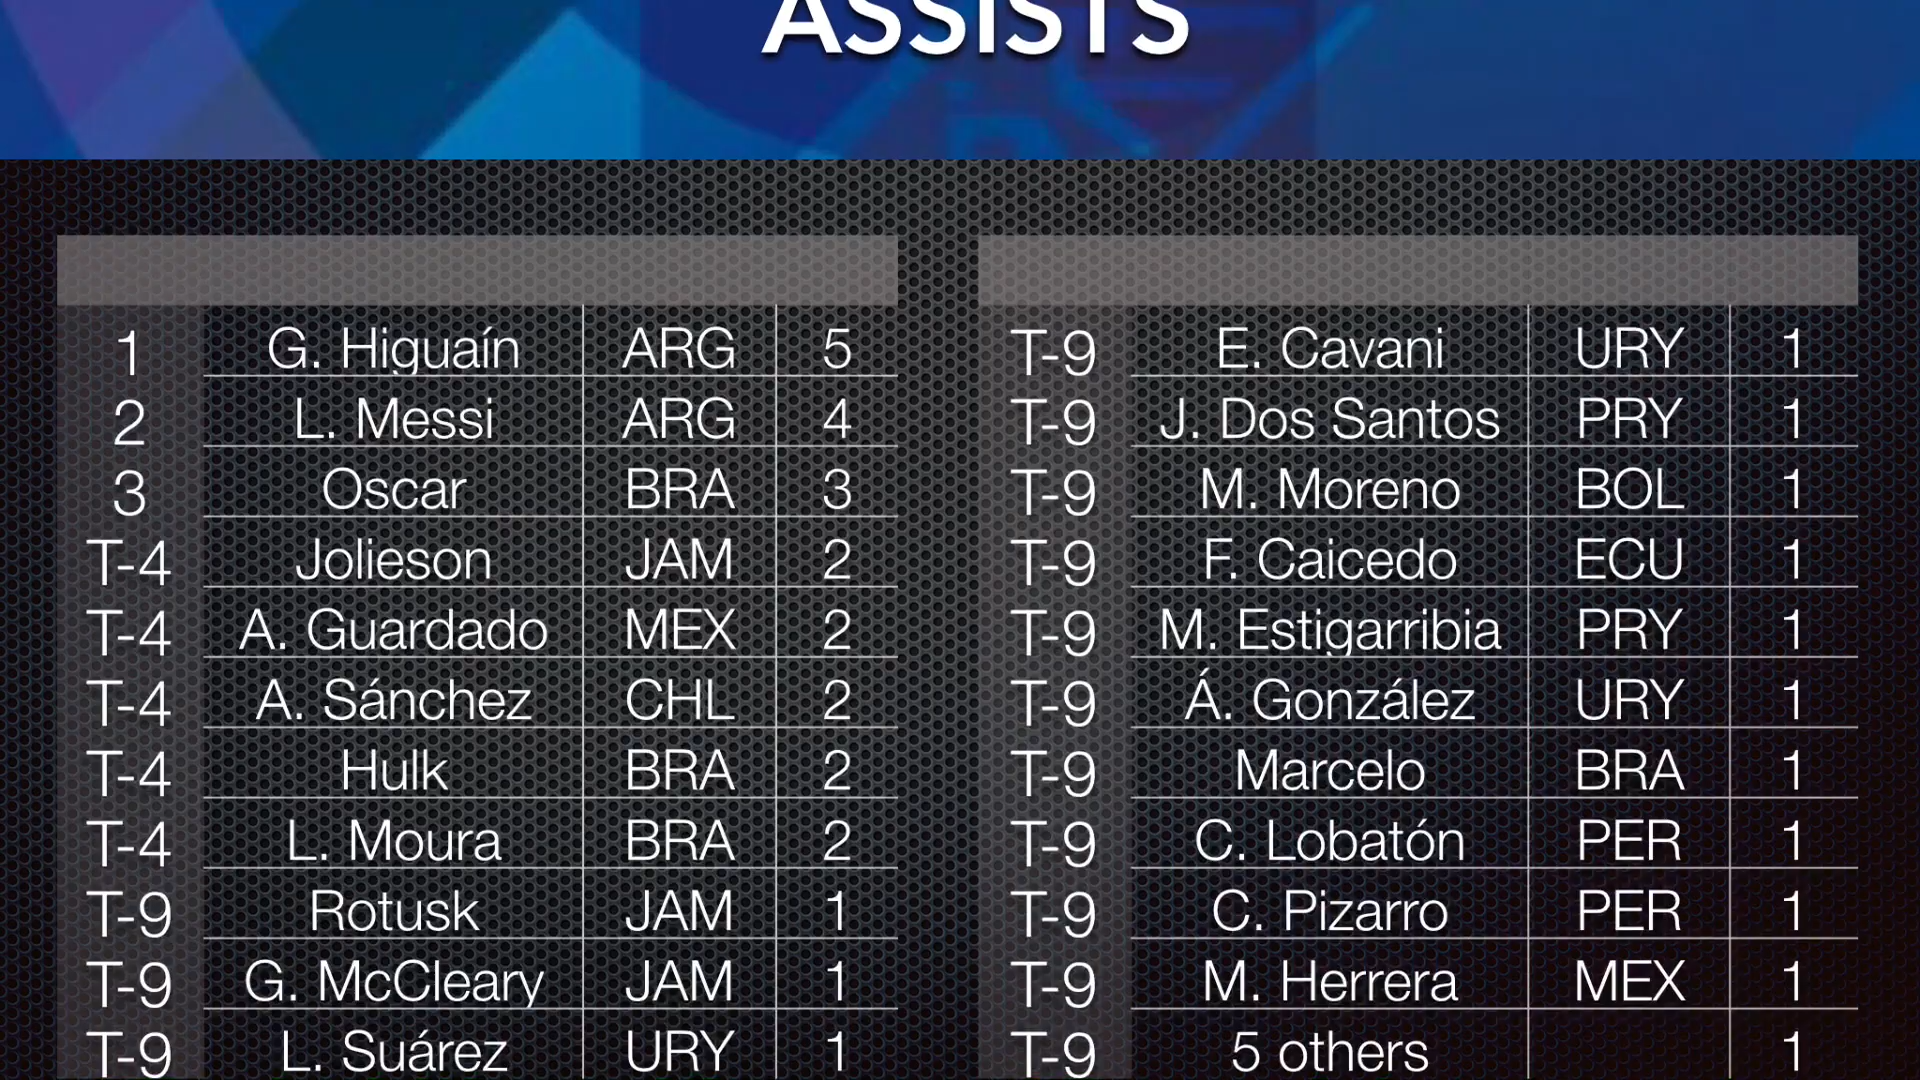 ASSISTS
1 G. Higuaín ARG 5
2 L. Messi ARG 4
3 Oscar BRA 3
T-4 Jolieson JAM 2
T-4 A. Guardado MEX 2
T-4 A. Sánchez CHL 2
T-4 Hulk BRA 2
T-4 L. Moura BRA 2
T-9 Rotusk JAM 1
T-9 G. McCleary JAM 1
T-9 L. Suárez URY 1
T-9 E. Cavani URY 1
T-9 J. Dos Santos PRY 1
T-9 M. Moreno BOL 1
T-9 F. Caicedo ECU 1
T-9 M. Estigarribia PRY 1
T-9 Á. González URY 1
T-9 Marcelo BRA 1
T-9 C. Lobatón PER 1
T-9 C. Pizarro PER 1
T-9 M. Herrera MEX 1
T-9 5 others 1